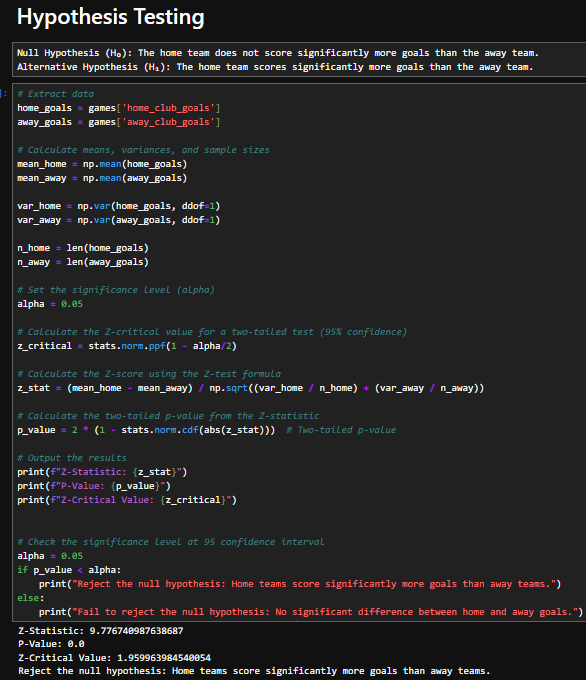 Hypothesis Testing
Null Hypothesis (H₀): The home team does not score significantly more goals than the away team.
Alternative Hypothesis (H₁): The home team scores significantly more goals than the away team.
]:
# Extract data
home_goals = games['home_club_goals']
away_goals = games['away_club_goals']
# Calculate means, variances, and sample sizes
mean_home = np.mean(home_goals)
mean_away = np.mean(away_goals)
var_home = np.var(home_goals, ddof=1)
var_away = np.var(away_goals, ddof=1)
n_home = len(home_goals)
n_away = len(away_goals)
# Set the significance level (alpha)
alpha = 0.05
# Calculate the Z-critical value for a two-tailed test (95% confidence)
z_critical = stats.norm.ppf(1 - alpha/2)
# Calculate the Z-score using the Z-test formula
z_stat = (mean_home - mean_away) / np.sqrt((var_home / n_home) + (var_away / n_away))
# Calculate the two-tailed p-value from the Z-statistic
p_value = 2 * (1 - stats.norm.cdf(abs(z_stat)))  # Two-tailed p-value
# Output the results
print(f"Z-Statistic: {z_stat}")
print(f"P-Value: {p_value}")
print(f"Z-Critical Value: {z_critical}")
# Check the significance level at 95 confidence interval
alpha = 0.05
if p_value < alpha:
    print("Reject the null hypothesis: Home teams score significantly more goals than away teams.")
else:
    print("Fail to reject the null hypothesis: No significant difference between home and away goals.")
Z-Statistic: 9.776740987638687
P-Value: 0.0
Z-Critical Value: 1.959963984540054
Reject the null hypothesis: Home teams score significantly more goals than away teams.